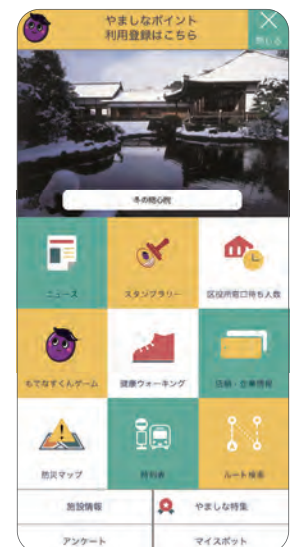 やましなポイント
利用登録はこちら
閉じる
冬の随心院
ニュース
スタンプラリー
区役所窓口待ち人数
もてなすくんゲーム
健康ウォーキング
店舗・企業情報
防災マップ
時刻表
ルート検索
施設情報
やましな特集
アンケート
マイスポット